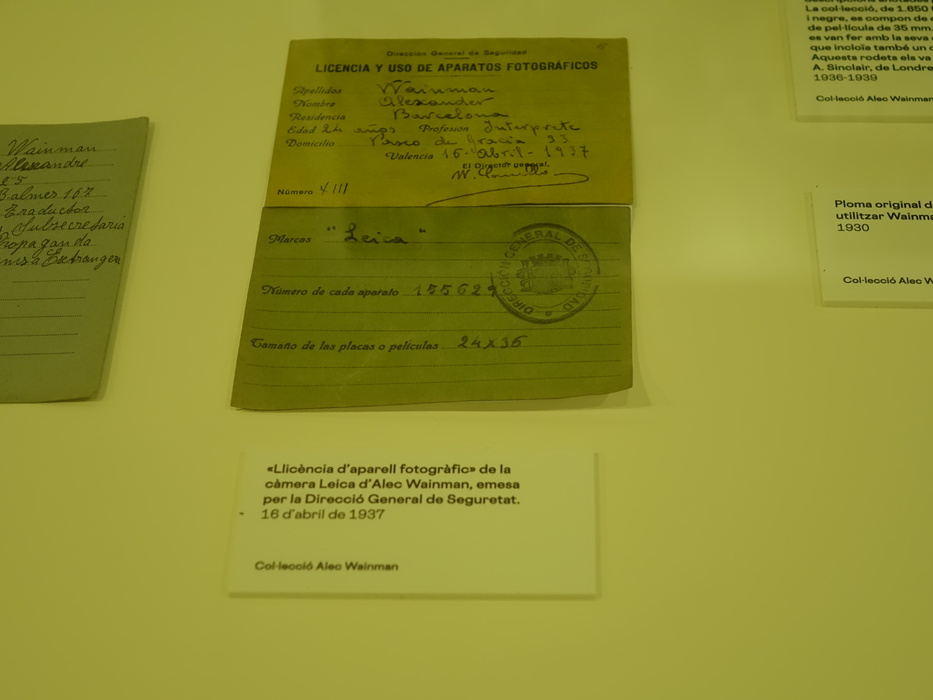 Wainman
Alexandre
Balmes 167
Traductor
Subsecretaria
Propaganda
Extranger
Dirección General de Seguridad
LICENCIA Y USO DE APARATOS FOTOGRÁFICOS
Apellidos Wainman
Nombre Alexander
Residencia Barcelona
Edad 24 años Profesión Interprete
Domicilio Paseo de Gracia 33
Valencia 16-Abril-1937
El Director general,
Número 4111
Marcas "Leica"
Número de cada aparato 155629
Tamaño de las placas o películas 24x36
DIRECCIÓN GENERAL DE SEGURIDAD
«Llicència d'aparell fotogràfic» de la
càmera Leica d'Alec Wainman, emesa
per la Direcció General de Seguretat.
16 d'abril de 1937
Col·lecció Alec Wainman
La col·lecció, de 1.650
i negre, es compon de
de pel·lícula de 35 mm.
es van fer amb la seva
que incloïa també un
Aquests rodets els va
A. Sinclair, de Londre
1936-1939
Col·lecció Alec Wainman
Ploma original d
utilitzar Wainma
1930
Col·lecció Alec W